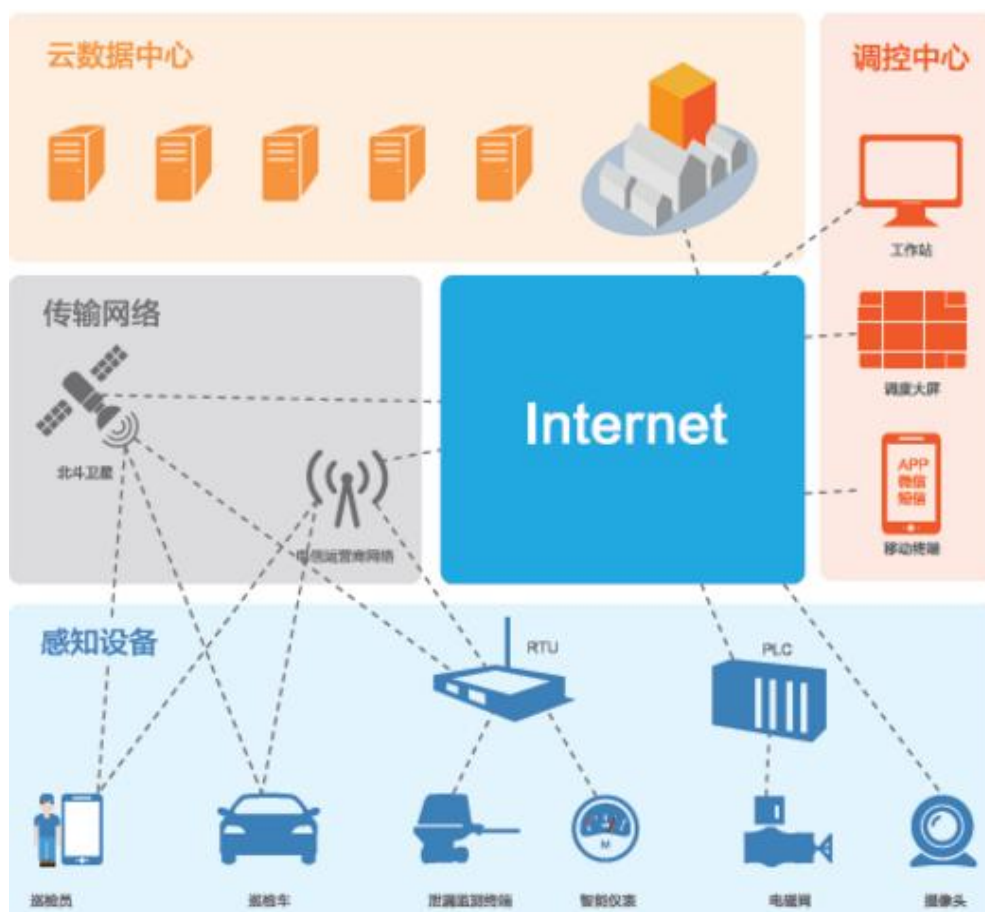 云数据中心
调控中心
工作站
传输网络
Internet
调度大屏
北斗卫星
APP
微信
短信
电信运营商网络
移动终端
感知设备
RTU
PLC
M
巡检员
巡检车
泄漏监测终端
智能仪表
电磁阀
摄像头